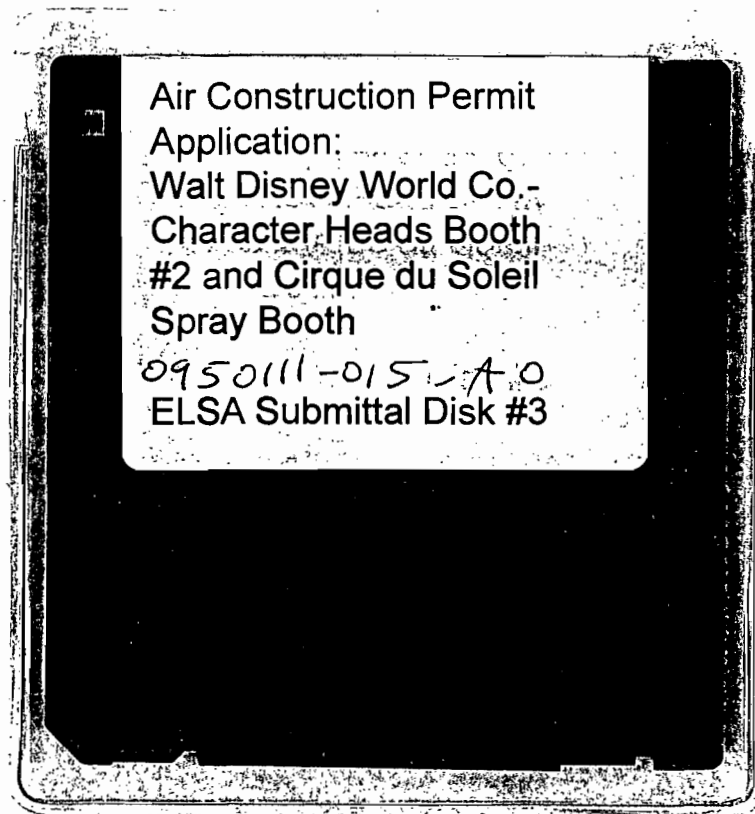 Air Construction Permit
Application:
Walt Disney World Co.-
Character Heads Booth
#2 and Cirque du Soleil
Spray Booth
0950111-015-AO
ELSA Submittal Disk #3